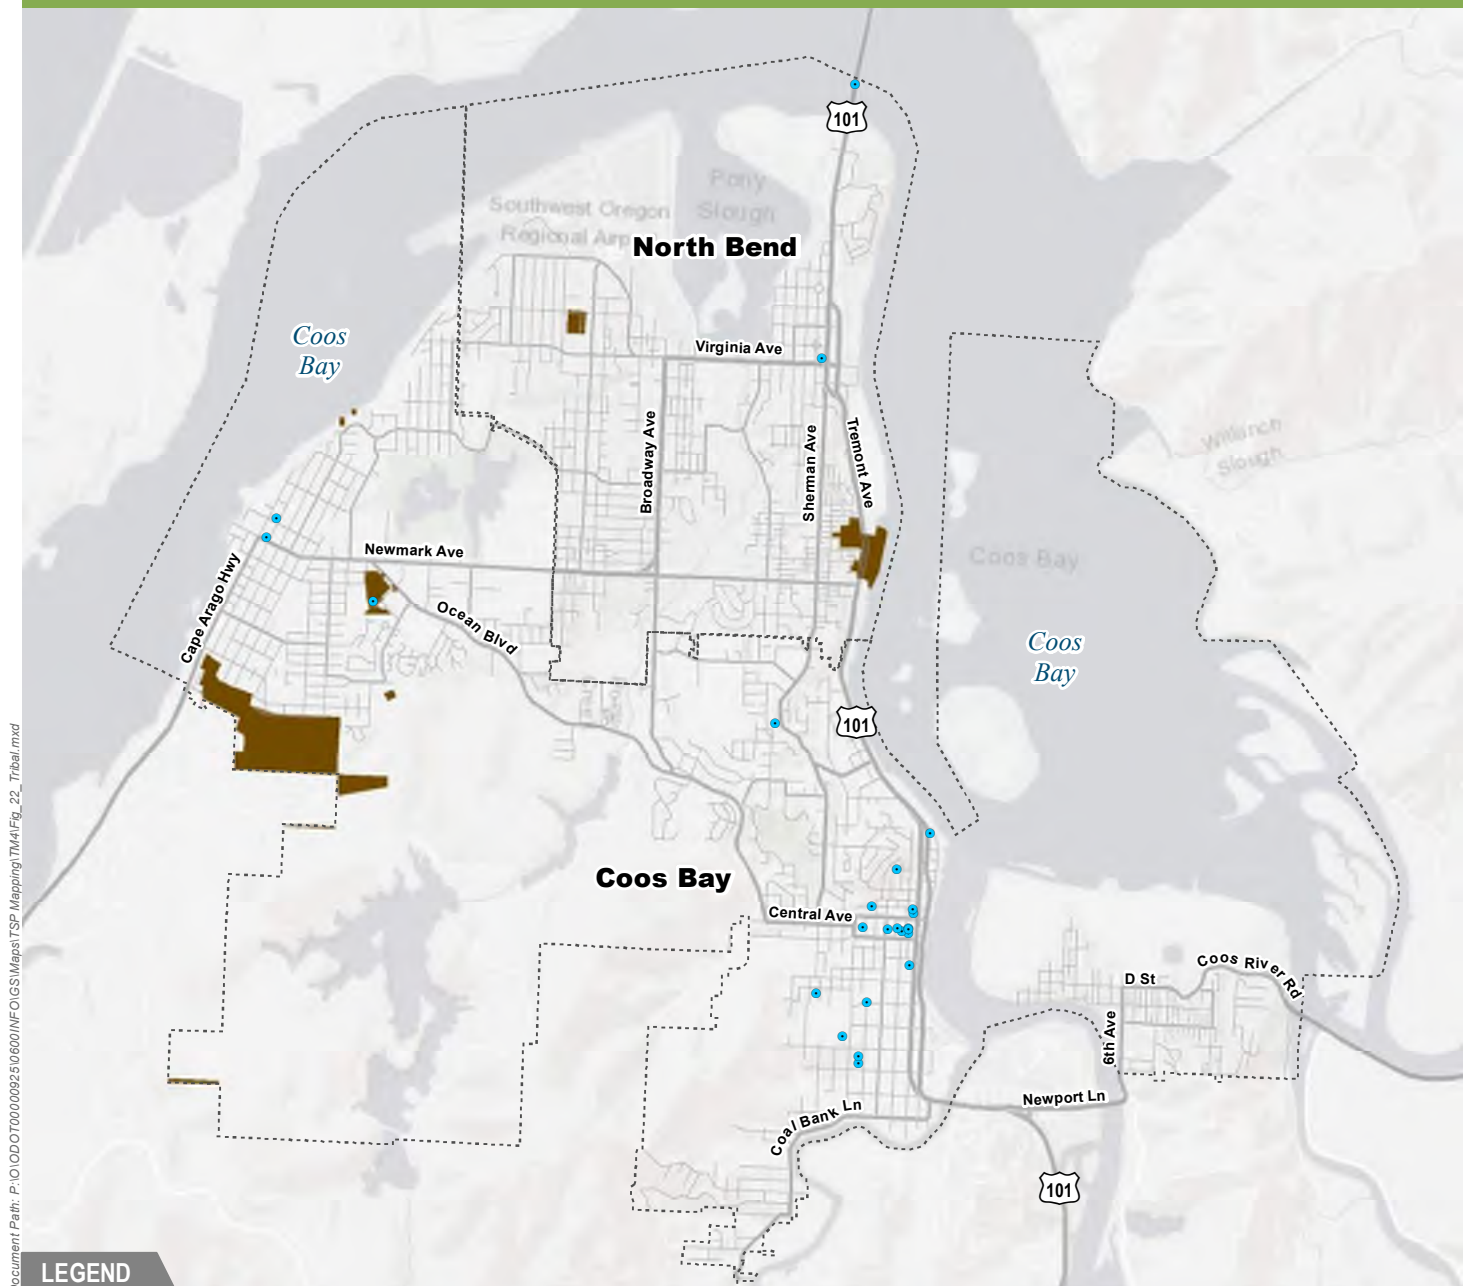 101
Pony
Slough
Southwest Oregon
Regional Airp
North Bend
Coos
Bay
Virginia Ave
Broadway Ave
Sherman Ave
Tremont Ave
Willanch
Slough
Newmark Ave
Cape Arago Hwy
Ocean Blvd
Coos Bay
Coos
Bay
101
Coos Bay
Central Ave
D St
Coos River Rd
6th Ave
Newport Ln
Coal Bank Ln
101
Document Path: P:\O\ODOT00000925\0600INFO\GS\Maps\TSP Mapping\TM4\Fig_22_Tribal.mxd
LEGEND